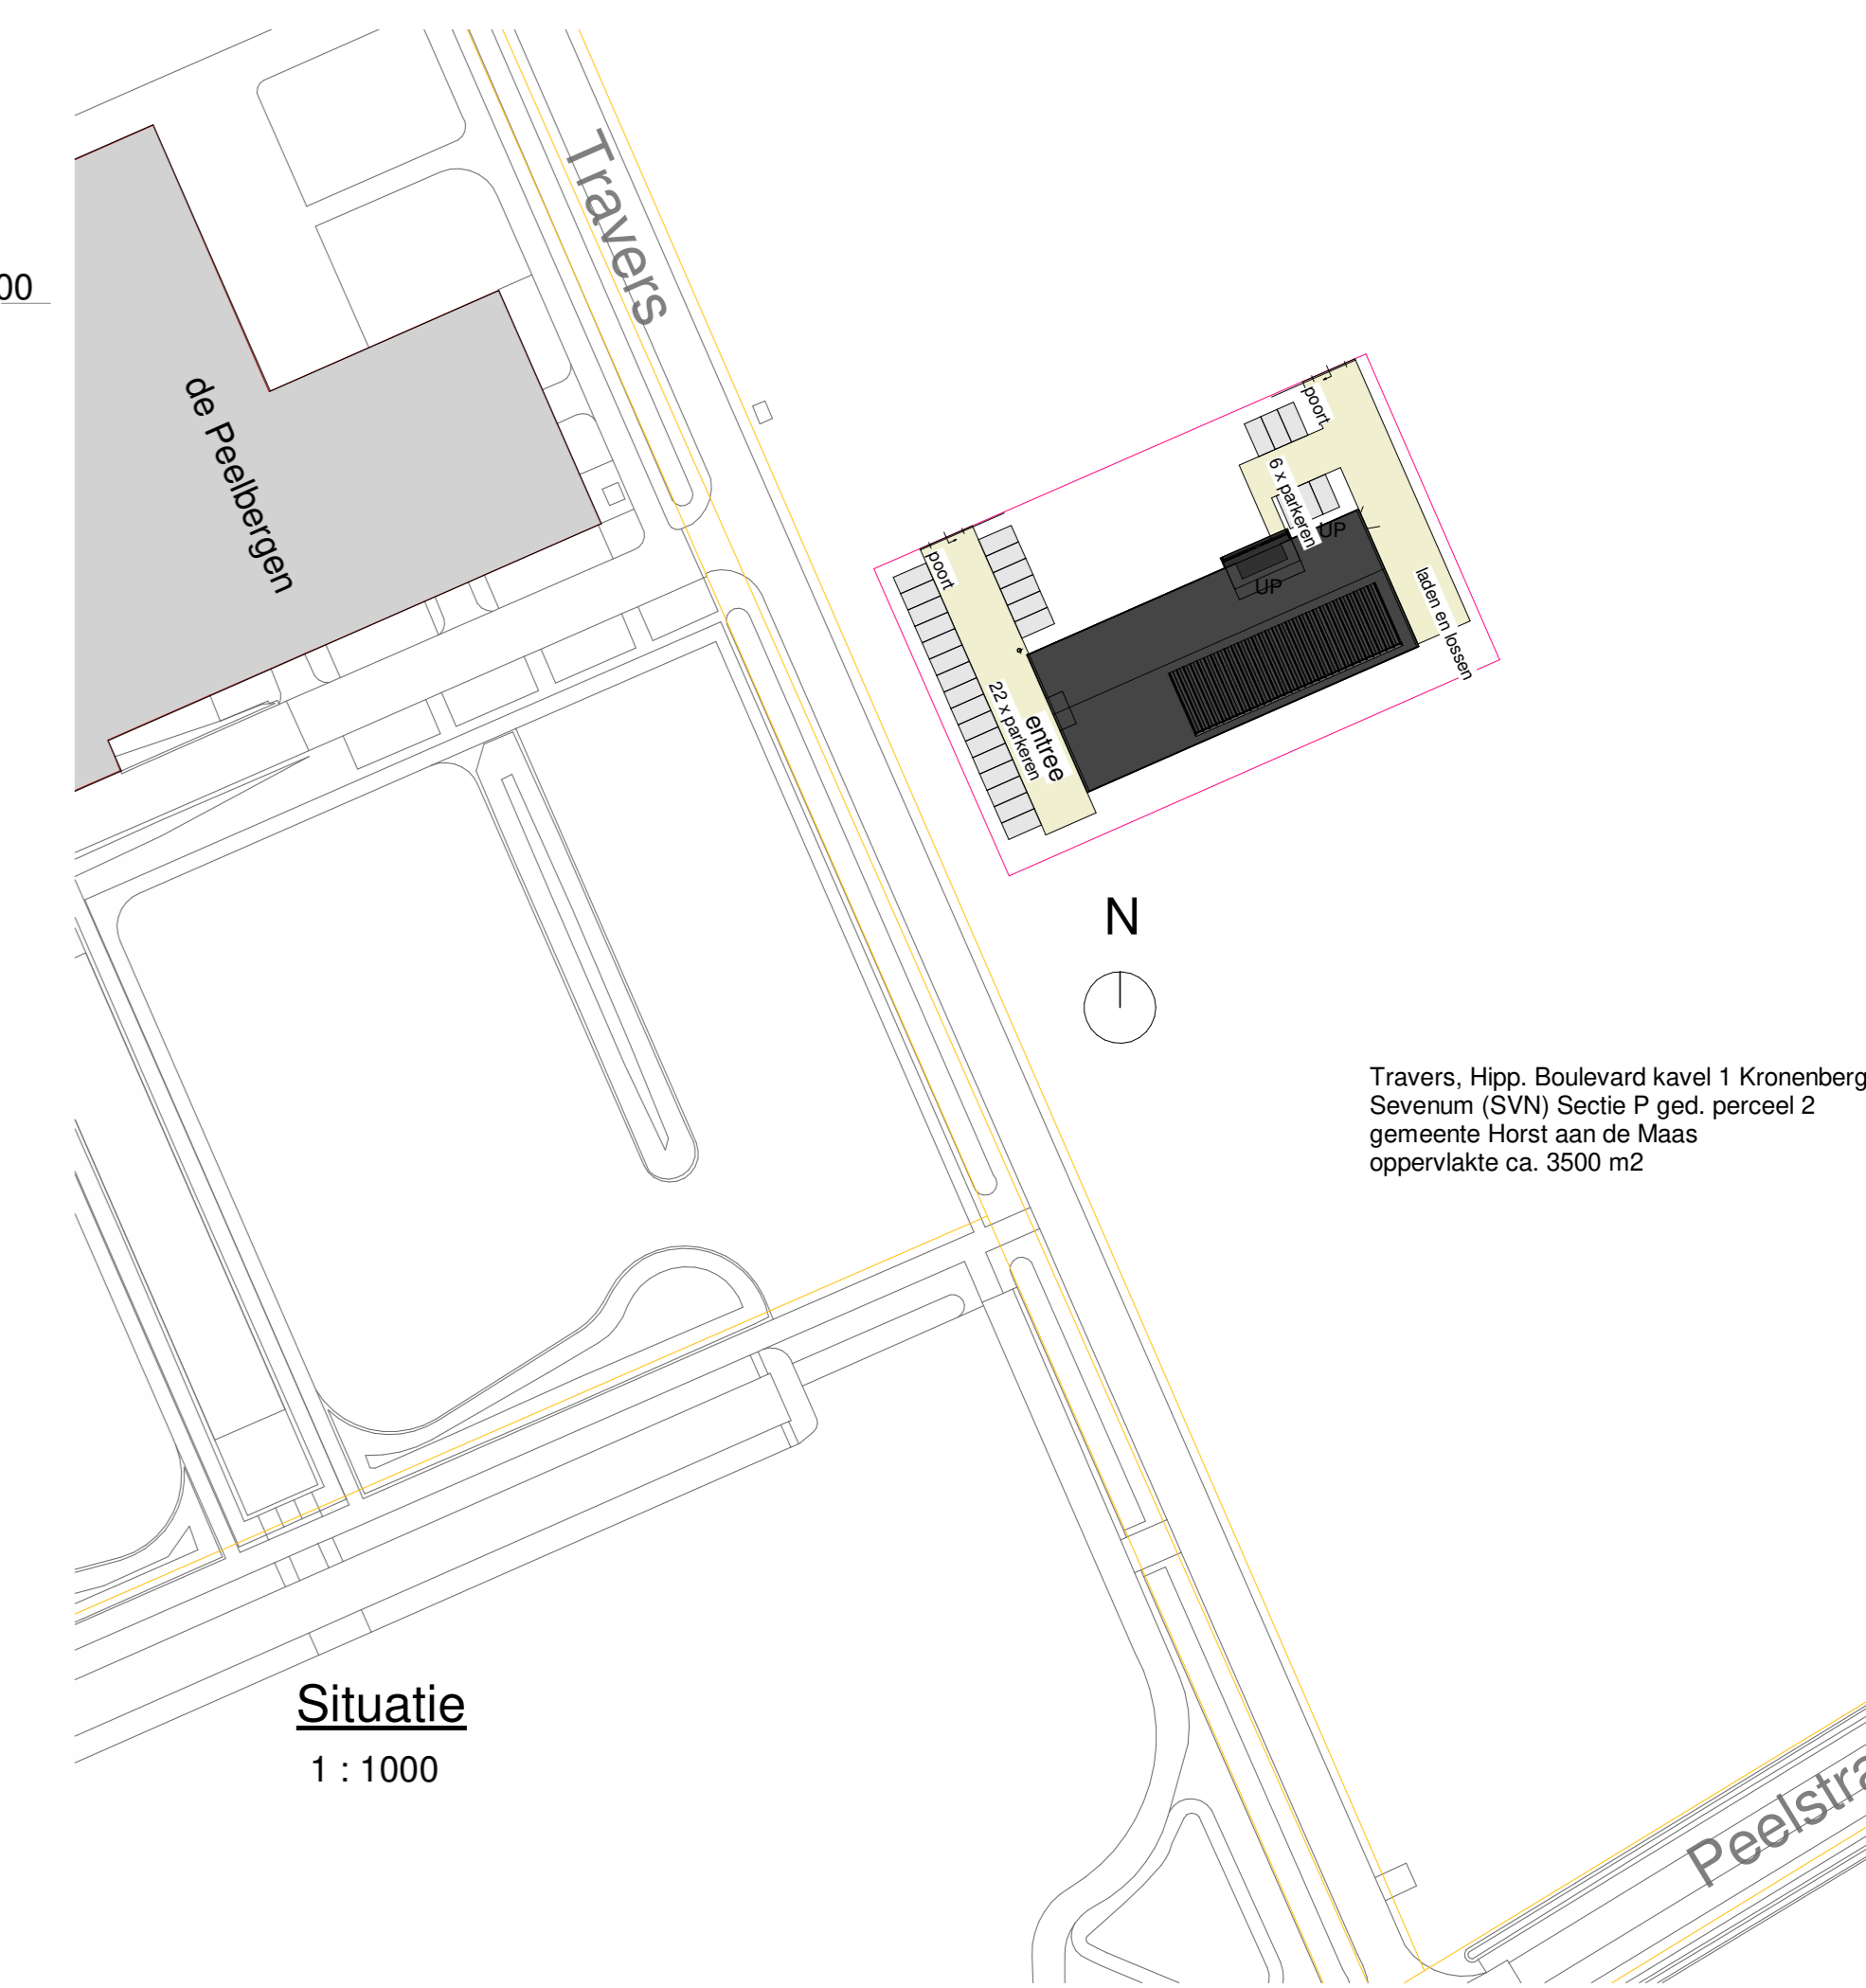 00
Travers
de Peelbergen
poort
6 x parkeren
UP
UP
laden en lossen
poort
22 x parkeren
entree
N
Travers, Hipp. Boulevard kavel 1 Kronenberg
Sevenum (SVN) Sectie P ged. perceel 2
gemeente Horst aan de Maas
oppervlakte ca. 3500 m2
Situatie
1 : 1000
Peelstra